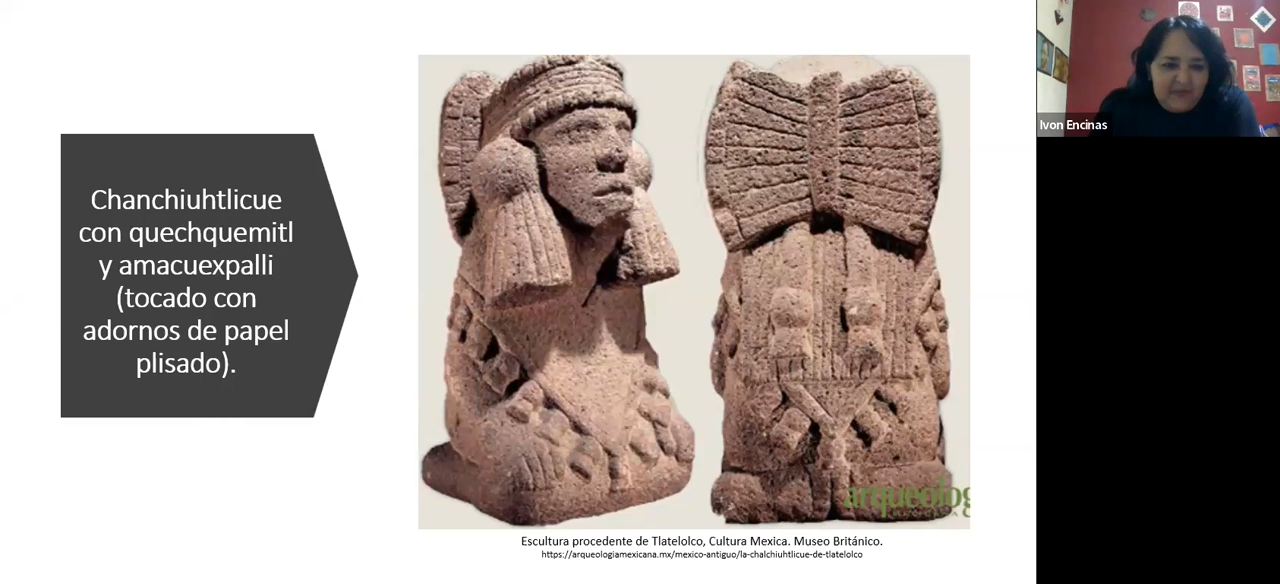 Chanchiuhtlicue
con quechquemitl
y amacuexpalli
(tocado con
adornos de papel
plisado).
arqueolog
Escultura procedente de Tlatelolco, Cultura Mexica. Museo Británico.
https://arqueologiamexicana.mx/mexico-antiguo/la-chalchiuhtlicue-de-tlatelolco
Ivon Encinas